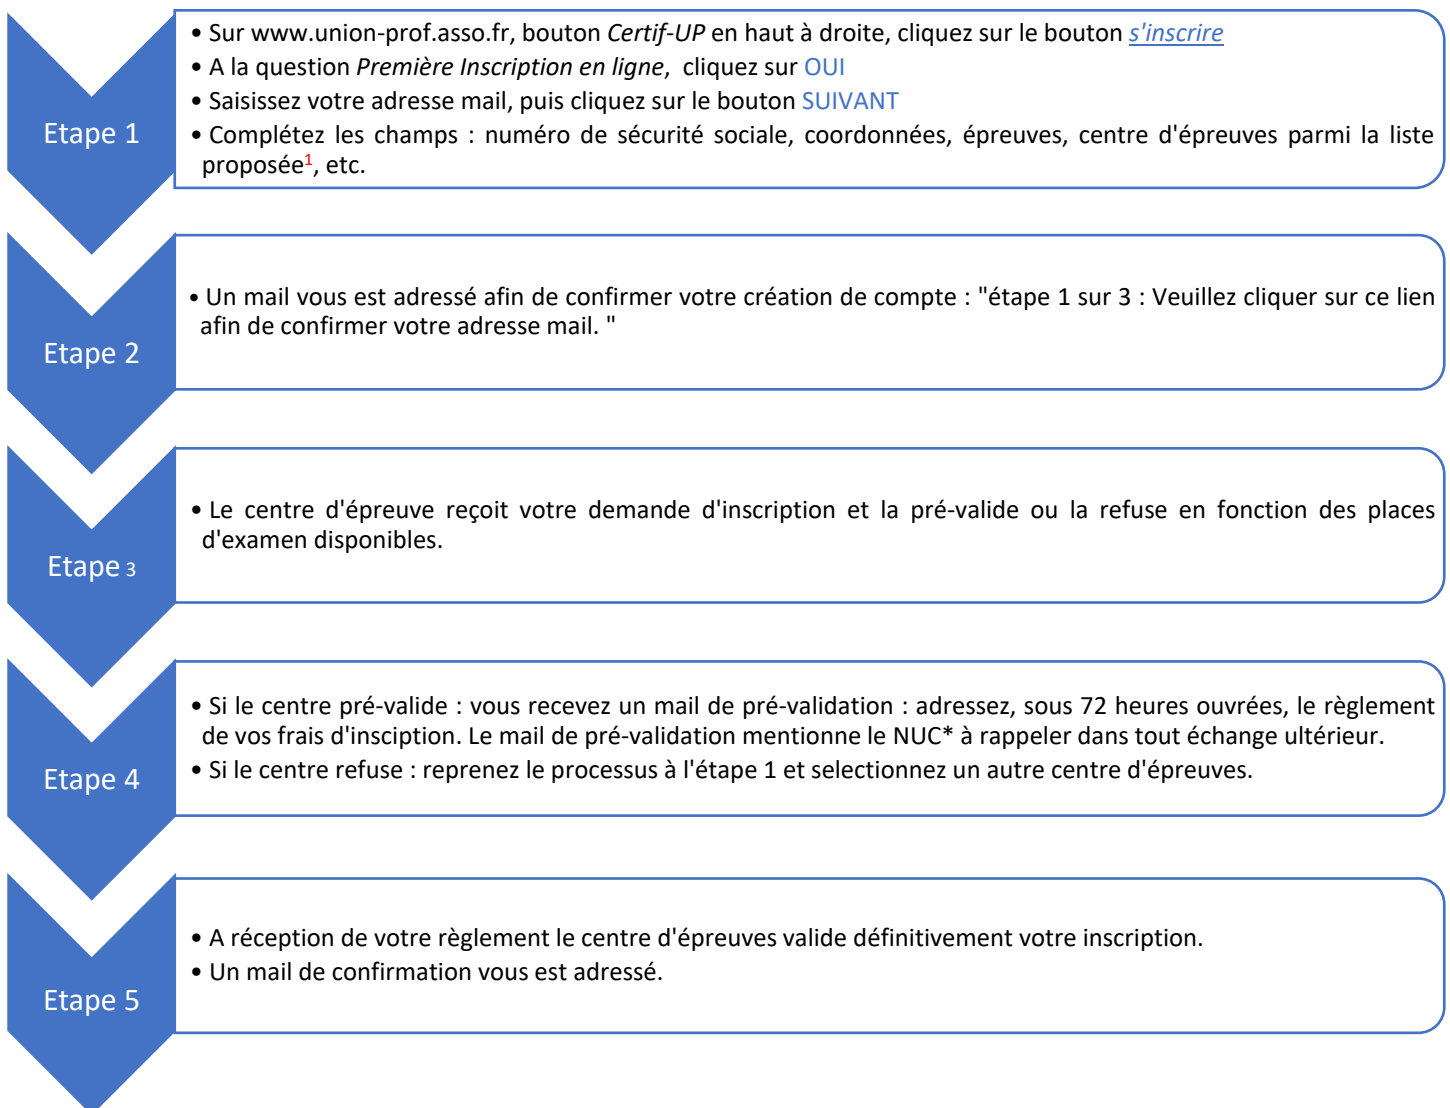 Etape 1
• Sur www.union-prof.asso.fr, bouton Certif-UP en haut à droite, cliquez sur le bouton s'inscrire
• A la question Première Inscription en ligne, cliquez sur OUI
• Saisissez votre adresse mail, puis cliquez sur le bouton SUIVANT
• Complétez les champs : numéro de sécurité sociale, coordonnées, épreuves, centre d'épreuves parmi la liste
proposée1, etc.
Etape 2
• Un mail vous est adressé afin de confirmer votre création de compte : "étape 1 sur 3 : Veuillez cliquer sur ce lien
afin de confirmer votre adresse mail. "
Etape 3
• Le centre d'épreuve reçoit votre demande d'inscription et la pré-valide ou la refuse en fonction des places
d'examen disponibles.
Etape 4
• Si le centre pré-valide : vous recevez un mail de pré-validation : adressez, sous 72 heures ouvrées, le règlement
de vos frais d'insciption. Le mail de pré-validation mentionne le NUC* à rappeler dans tout échange ultérieur.
• Si le centre refuse : reprenez le processus à l'étape 1 et selectionnez un autre centre d'épreuves.
Etape 5
• A réception de votre règlement le centre d'épreuves valide définitivement votre inscription.
• Un mail de confirmation vous est adressé.